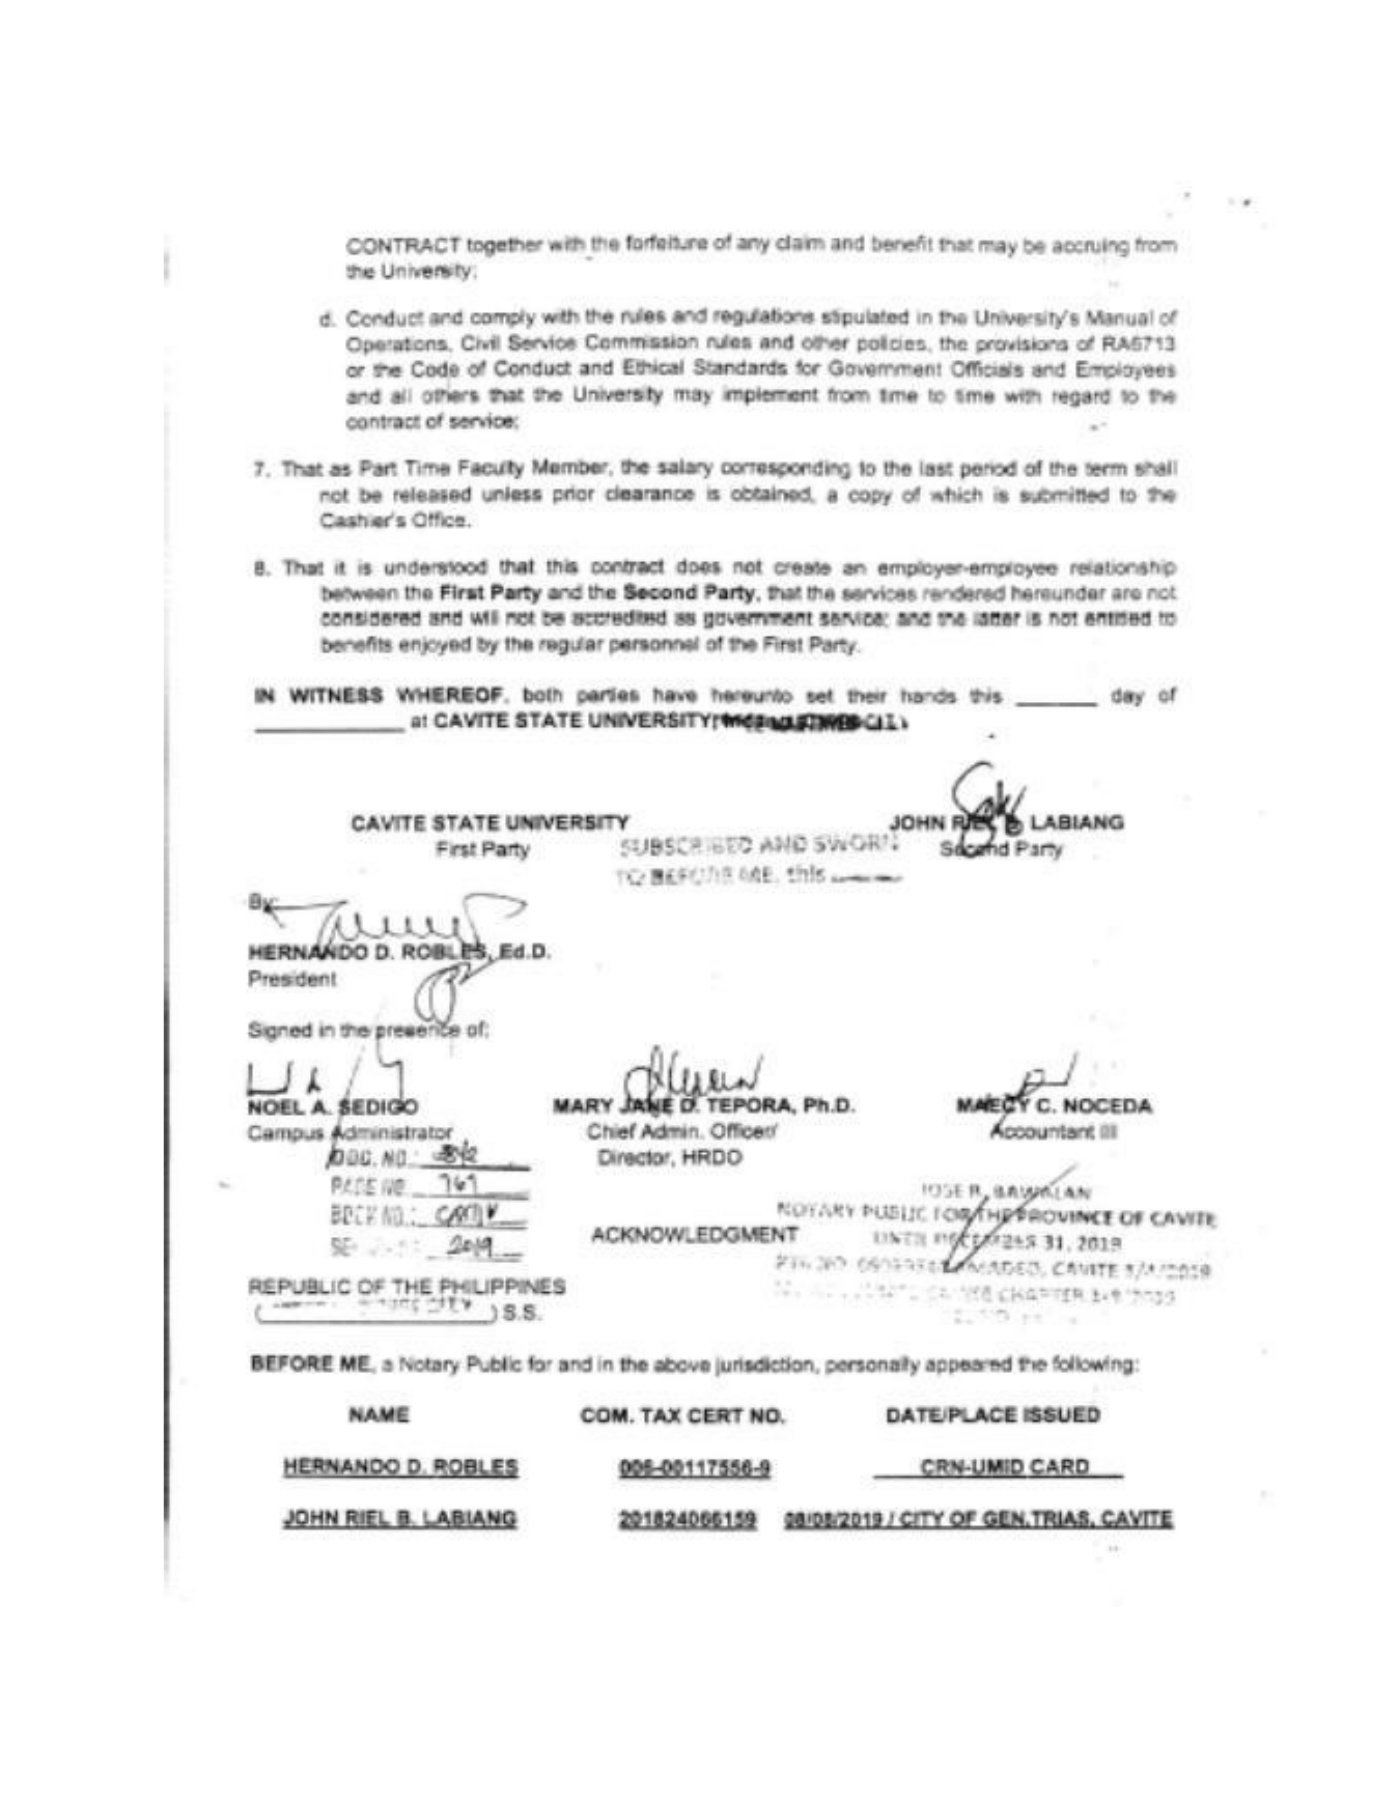 CONTRACT together with the forfeiture of any claim and benefit that may be accruing from
the University;
d. Conduct and comply with the rules and regulations stipulated in the University's Manual of
Operations, Civil Service Commission rules and other policies, the provisions of RA6713
or the Code of Conduct and Ethical Standards for Government Officials and Employees
and all others that the University may implement from time to time with regard to the
contract of service;
7. That as Part Time Faculty Member, the salary corresponding to the last period of the term shall
not be released unless prior clearance is obtained, a copy of which is submitted to the
Cashier's Office.
8. That it is understood that this contract does not create an employer-employee relationship
between the First Party and the Second Party, that the services rendered hereunder are not
considered and will not be accredited as government service; and the latter is not entitled to
benefits enjoyed by the regular personnel of the First Party.
IN WITNESS WHEREOF, both parties have hereunto set their hands this ______ day of
____________ at CAVITE STATE UNIVERSITY
CAVITE STATE UNIVERSITY JOHN RIEL B. LABIANG
First Party SUBSCRIBED AND SWORN Second Party
TO BEFORE ME, this
By:
HERNANDO D. ROBLES, Ed.D.
President
Signed in the presence of:
NOEL A. SEDIGO MARY JANE D. TEPORA, Ph.D. MAECY C. NOCEDA
Campus Administrator Chief Admin. Officer/ Accountant III
Director, HRDO
DOC. NO.:
PAGE NO.
BOOK NO.:
2019
JOSE R. BAWALAN
NOTARY PUBLIC FOR THE PROVINCE OF CAVITE
ACKNOWLEDGMENT UNTIL DECEMBER 31, 2019
CAVITE
REPUBLIC OF THE PHILIPPINES
( ) S.S.
BEFORE ME, a Notary Public for and in the above jurisdiction, personally appeared the following:
NAME COM. TAX CERT NO. DATE/PLACE ISSUED
HERNANDO D. ROBLES 006-00117556-9 CRN-UMID CARD
JOHN RIEL B. LABIANG 201824066159 08/08/2019 / CITY OF GEN.TRIAS, CAVITE